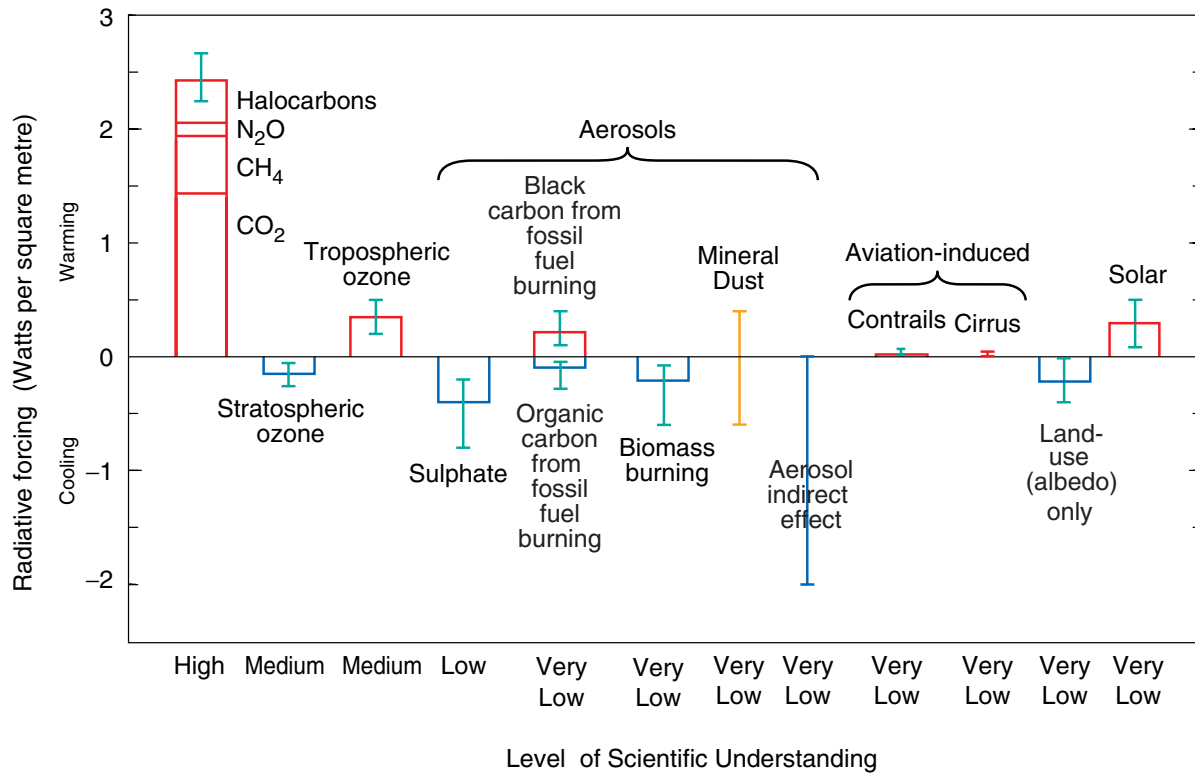 Radiative forcing (Watts per square metre)
Warming
Cooling
3
2
1
0
–1
–2
Halocarbons
N₂O
CH₄
CO₂
Stratospheric
ozone
Tropospheric
ozone
Aerosols
Sulphate
Black
carbon from
fossil
fuel
burning
Organic
carbon
from
fossil
fuel
burning
Biomass
burning
Mineral
Dust
Aerosol
indirect
effect
Aviation-induced
Contrails
Cirrus
Land-
use
(albedo)
only
Solar
High
Medium
Medium
Low
Very
Low
Very
Low
Very
Low
Very
Low
Very
Low
Very
Low
Very
Low
Very
Low
Level of Scientific Understanding